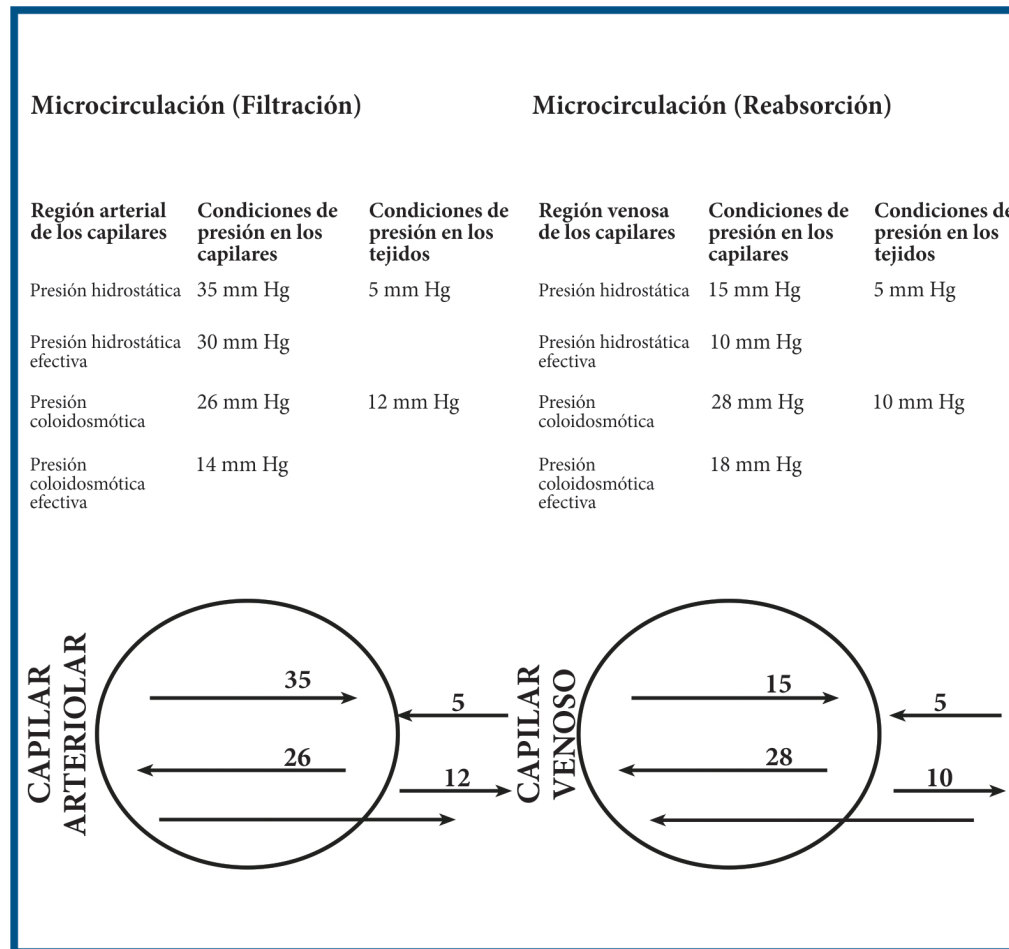 Microcirculación (Filtración)
Microcirculación (Reabsorción)
Región arterial de los capilares
Condiciones de presión en los capilares
Condiciones de presión en los tejidos
Presión hidrostática 35 mm Hg 5 mm Hg
Presión hidrostática efectiva 30 mm Hg
Presión coloidosmótica 26 mm Hg 12 mm Hg
Presión coloidosmótica efectiva 14 mm Hg
Región venosa de los capilares
Condiciones de presión en los capilares
Condiciones de presión en los tejidos
Presión hidrostática 15 mm Hg 5 mm Hg
Presión hidrostática efectiva 10 mm Hg
Presión coloidosmótica 28 mm Hg 10 mm Hg
Presión coloidosmótica efectiva 18 mm Hg
CAPILAR
ARTERIOLAR
35
5
26
12
CAPILAR
VENOSO
15
5
28
10